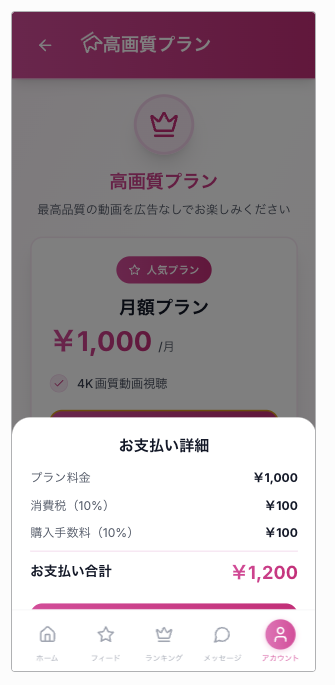 高画質プラン
高画質プラン
最高品質の動画を広告なしでお楽しみください
人気プラン
月額プラン
￥1,000 /月
4K画質動画視聴
お支払い詳細
プラン料金 ￥1,000
消費税（10%） ￥100
購入手数料（10%） ￥100
お支払い合計 ￥1,200
ホーム フィード ランキング メッセージ アカウント